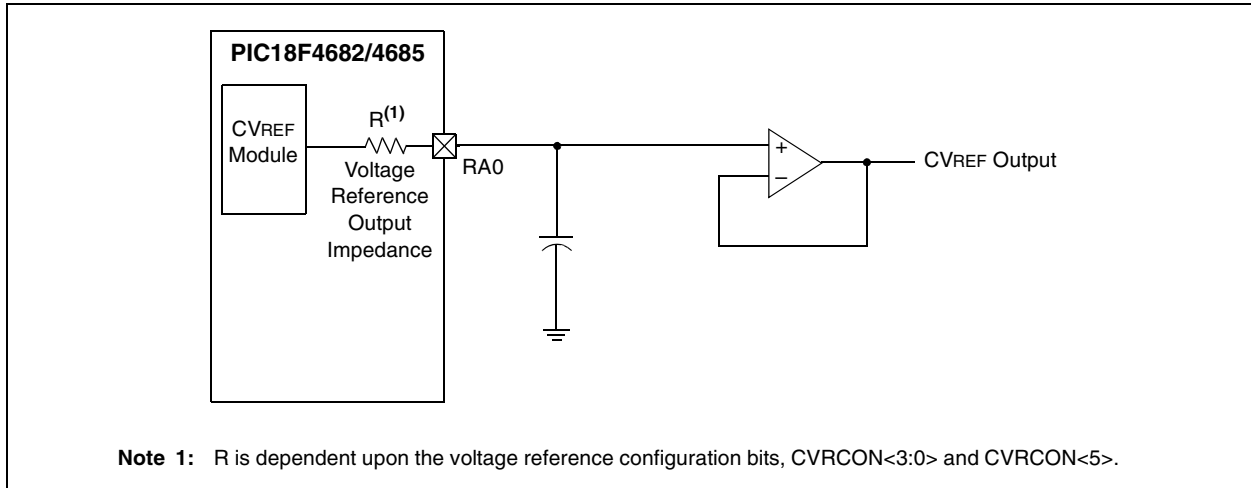 PIC18F4682/4685
CVREF
Module
R(1)
Voltage
Reference
Output
Impedance
RA0
+
–
CVREF Output
Note 1: R is dependent upon the voltage reference configuration bits, CVRCON<3:0> and CVRCON<5>.